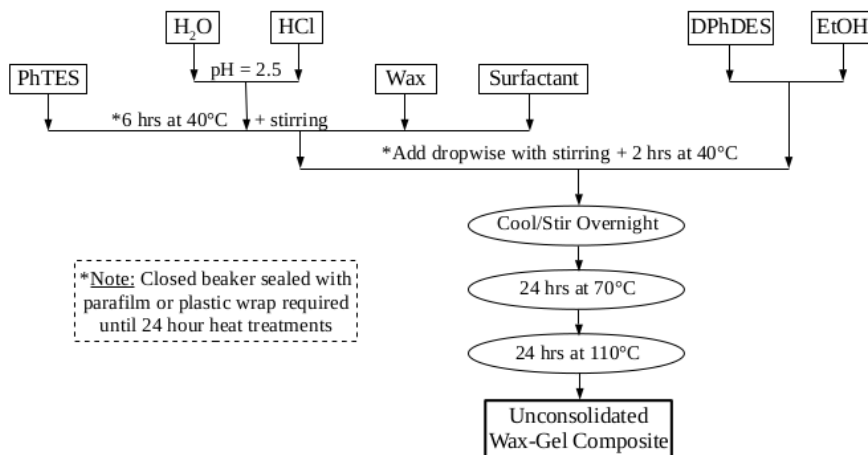 H₂O
HCl
DPhDES
EtOH
PhTES
pH = 2.5
Wax
Surfactant
*6 hrs at 40°C + stirring
*Add dropwise with stirring + 2 hrs at 40°C
Cool/Stir Overnight
*Note: Closed beaker sealed with
parafilm or plastic wrap required
until 24 hour heat treatments
24 hrs at 70°C
24 hrs at 110°C
Unconsolidated
Wax-Gel Composite